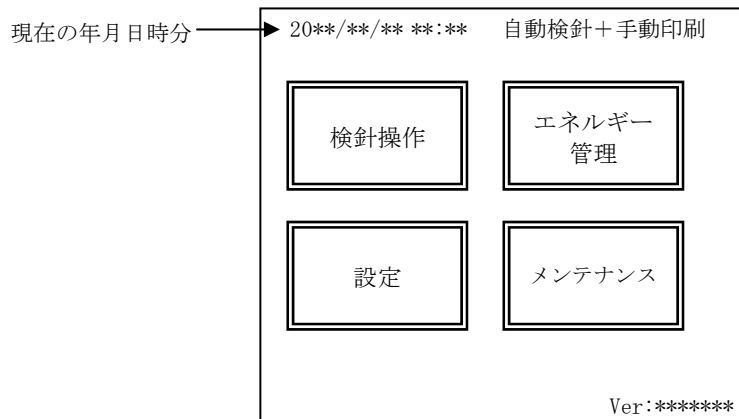 現在の年月日時分
20**/**/** **:** 自動検針＋手動印刷
検針操作
エネルギー
管理
設定
メンテナンス
Ver:*******